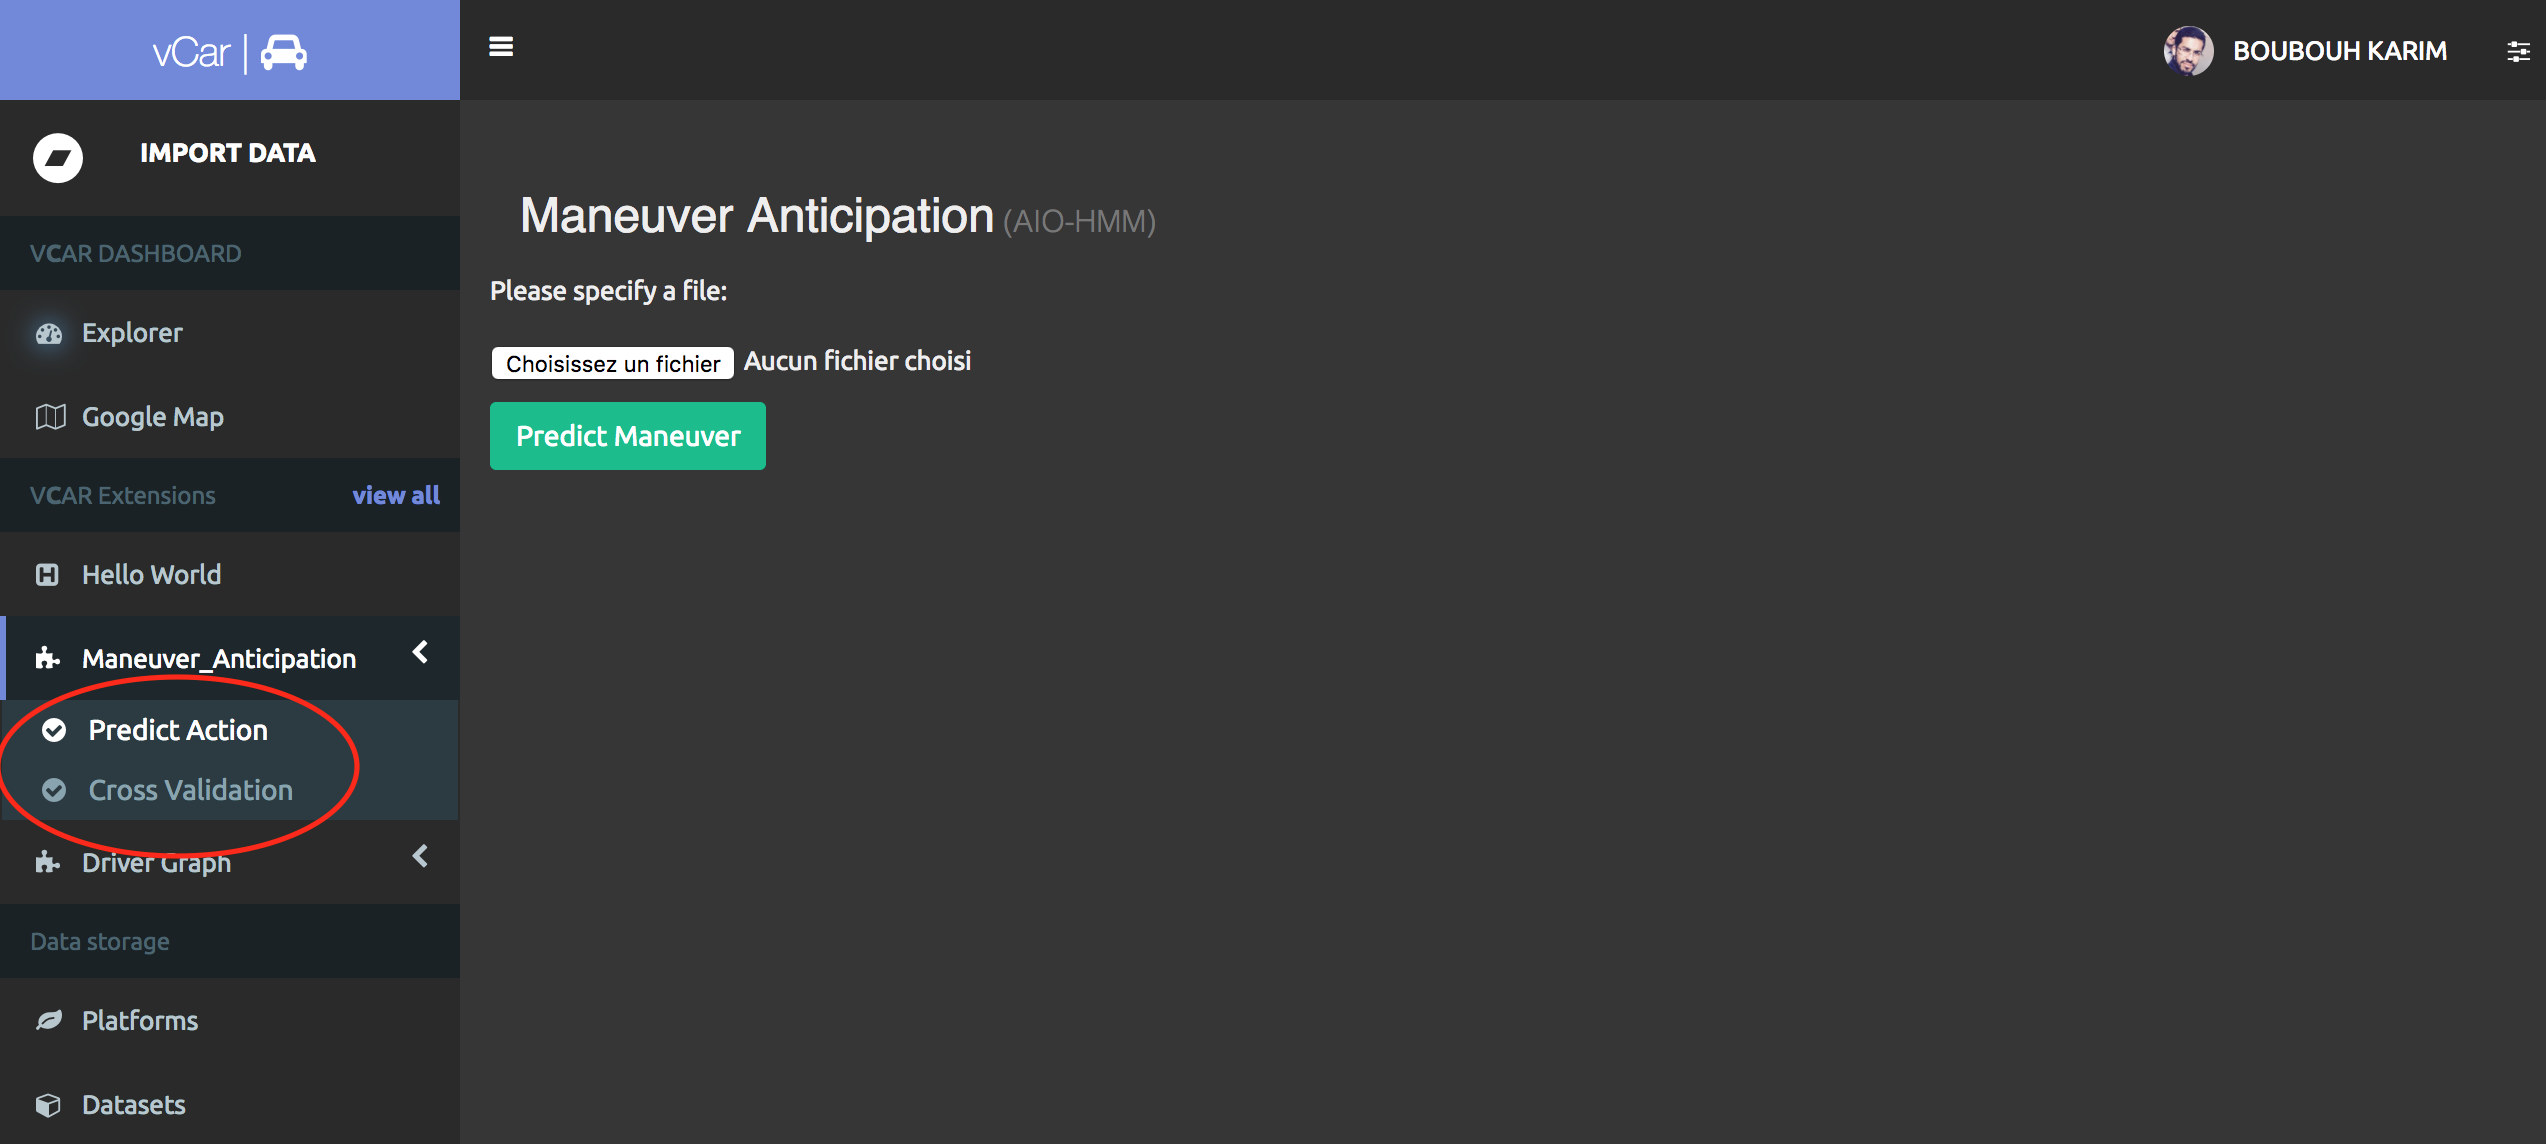 vCar
BOUBOUH KARIM
IMPORT DATA
VCAR DASHBOARD
Explorer
Google Map
VCAR Extensions view all
Hello World
Maneuver_Anticipation
Predict Action
Cross Validation
Driver Graph
Data storage
Platforms
Datasets
Maneuver Anticipation (AIO-HMM)
Please specify a file:
Choisissez un fichier Aucun fichier choisi
Predict Maneuver